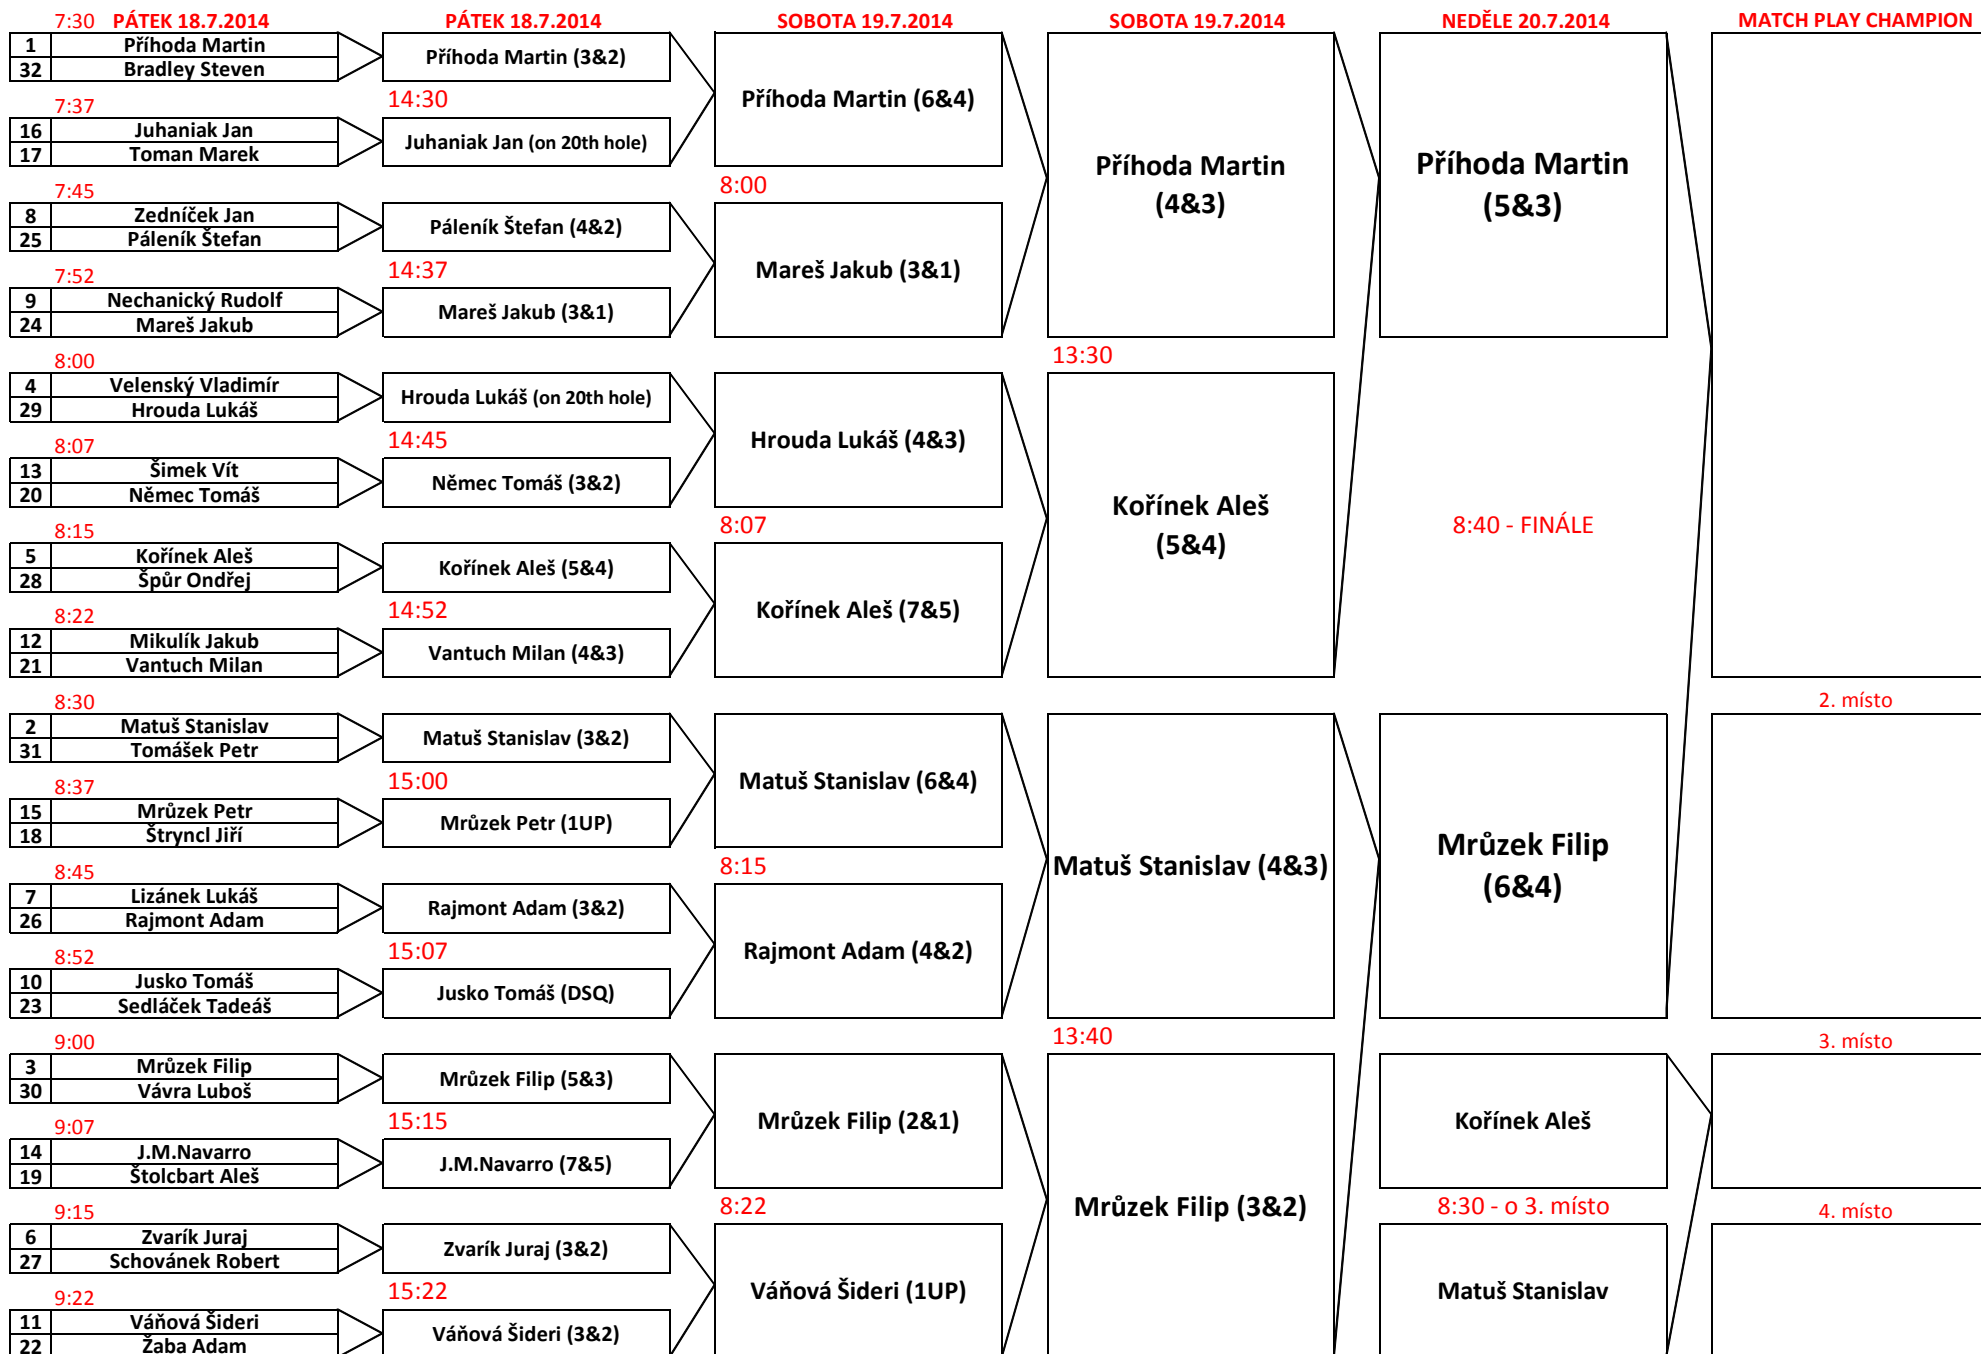 7:30 PÁTEK 18.7.2014 PÁTEK 18.7.2014 SOBOTA 19.7.2014 SOBOTA 19.7.2014 NEDĚLE 20.7.2014 MATCH PLAY CHAMPION
1 Příhoda Martin
32 Bradley Steven
7:37
16 Juhaniak Jan
17 Toman Marek
7:45
8 Zedníček Jan
25 Páleník Štefan
7:52
9 Nechanický Rudolf
24 Mareš Jakub
8:00
4 Velenský Vladimír
29 Hrouda Lukáš
8:07
13 Šimek Vít
20 Němec Tomáš
8:15
5 Kořínek Aleš
28 Špůr Ondřej
8:22
12 Mikulík Jakub
21 Vantuch Milan
8:30
2 Matuš Stanislav
31 Tomášek Petr
8:37
15 Mrůzek Petr
18 Štryncl Jiří
8:45
7 Lizánek Lukáš
26 Rajmont Adam
8:52
10 Jusko Tomáš
23 Sedláček Tadeáš
9:00
3 Mrůzek Filip
30 Vávra Luboš
9:07
14 J.M.Navarro
19 Štolcbart Aleš
9:15
6 Zvarík Juraj
27 Schovánek Robert
9:22
11 Váňová Šideri
22 Žaba Adam
Příhoda Martin (3&2)
14:30
Juhaniak Jan (on 20th hole)
Páleník Štefan (4&2)
14:37
Mareš Jakub (3&1)
Hrouda Lukáš (on 20th hole)
14:45
Němec Tomáš (3&2)
Kořínek Aleš (5&4)
14:52
Vantuch Milan (4&3)
Matuš Stanislav (3&2)
15:00
Mrůzek Petr (1UP)
Rajmont Adam (3&2)
15:07
Jusko Tomáš (DSQ)
Mrůzek Filip (5&3)
15:15
J.M.Navarro (7&5)
Zvarík Juraj (3&2)
15:22
Váňová Šideri (3&2)
Příhoda Martin (6&4)
8:00
Mareš Jakub (3&1)
Hrouda Lukáš (4&3)
8:07
Kořínek Aleš (7&5)
Matuš Stanislav (6&4)
8:15
Rajmont Adam (4&2)
Mrůzek Filip (2&1)
8:22
Váňová Šideri (1UP)
Příhoda Martin
(4&3)
13:30
Kořínek Aleš
(5&4)
Matuš Stanislav (4&3)
13:40
Mrůzek Filip (3&2)
Příhoda Martin
(5&3)
8:40 - FINÁLE
Mrůzek Filip
(6&4)
Kořínek Aleš
8:30 - o 3. místo
Matuš Stanislav
2. místo
3. místo
4. místo